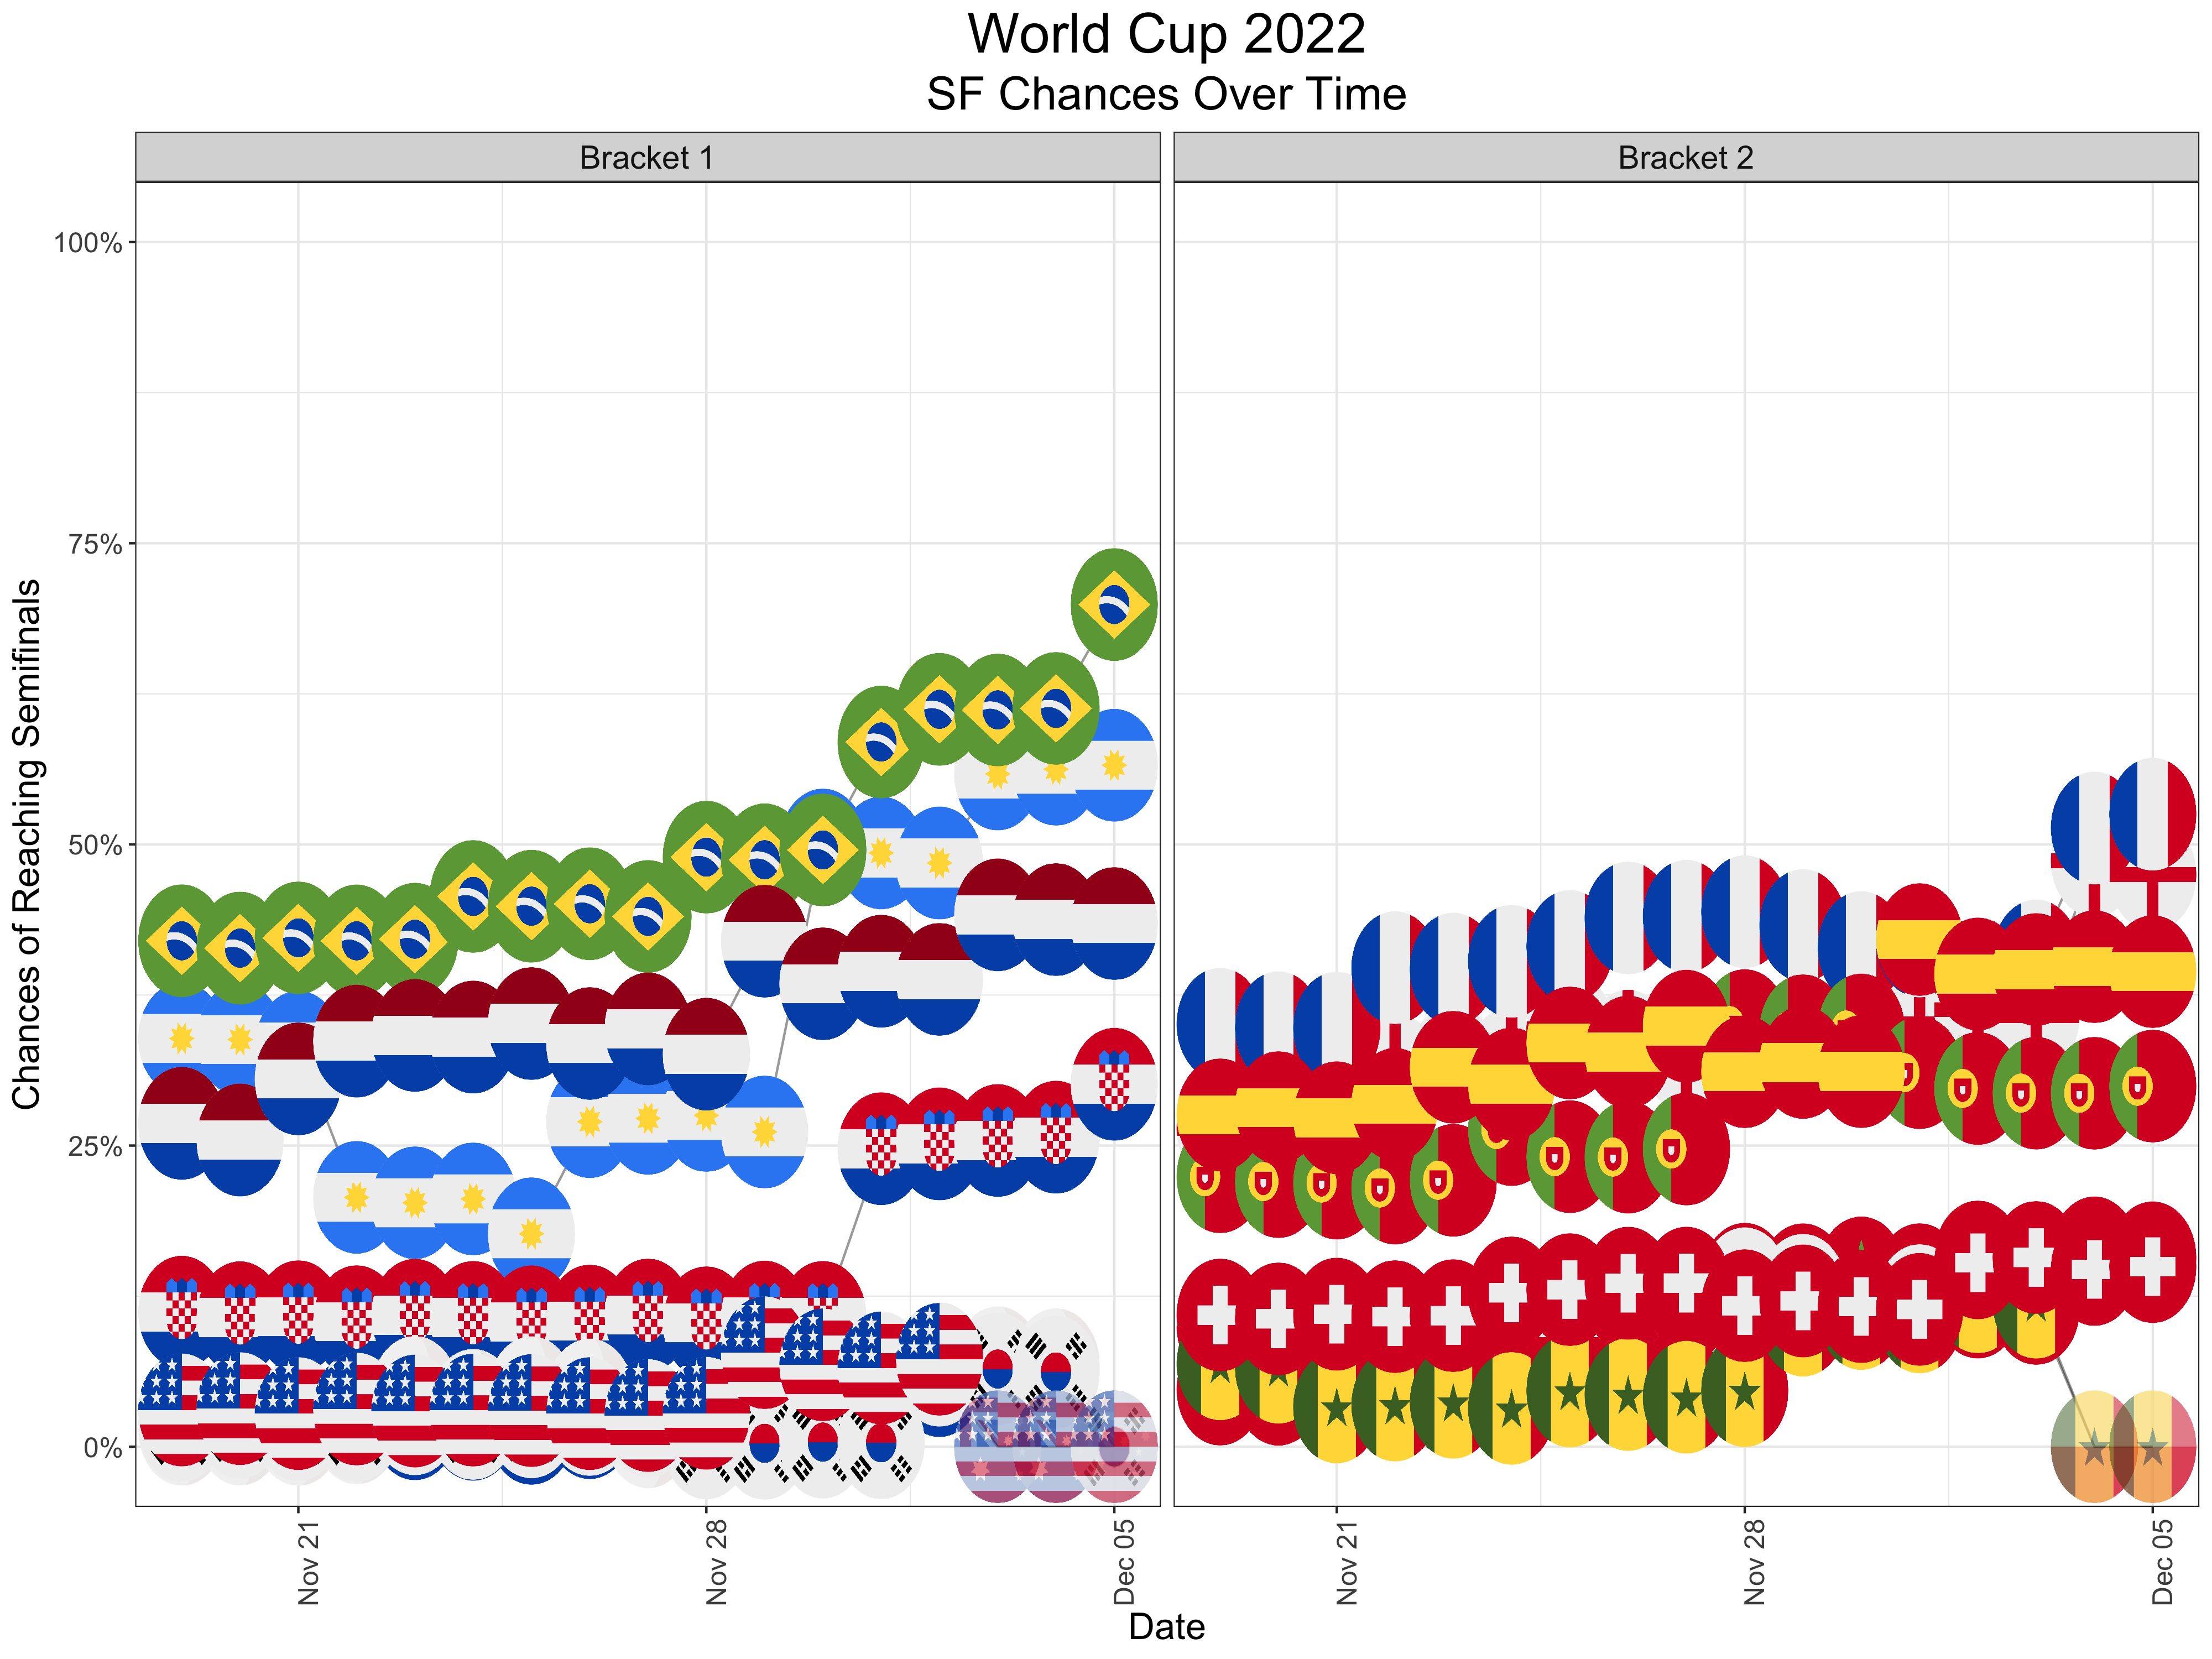 World Cup 2022
SF Chances Over Time
Bracket 1
Bracket 2
Chances of Reaching Semifinals
100%
75%
50%
25%
0%
Nov 21
Nov 28
Dec 05
Nov 21
Nov 28
Dec 05
Date